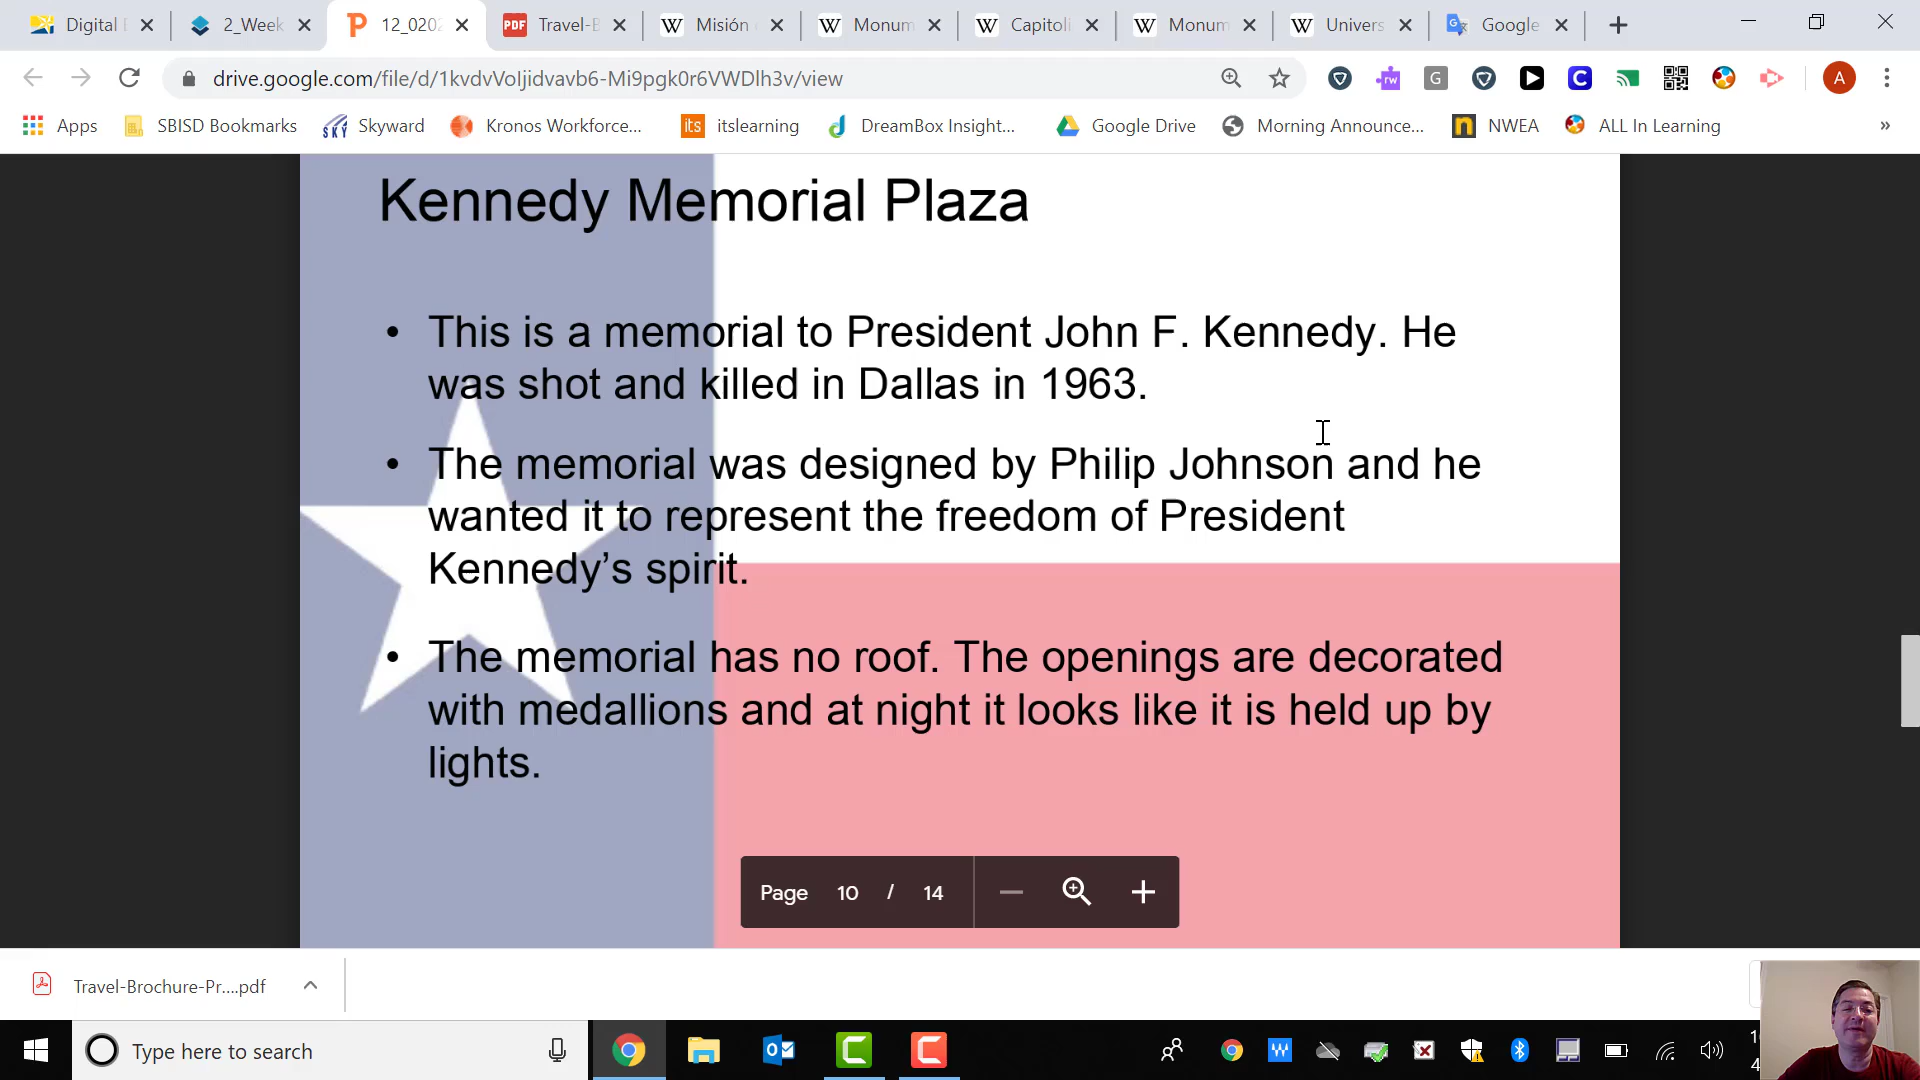 Digital
2_Week
12_020
Travel-B
Misión
Monum
Capitoli
Monum
Univers
Google
drive.google.com/file/d/1kvdvVoIjidvavb6-Mi9pgk0r6VWDlh3v/view
A
Apps
SBISD Bookmarks
Skyward
Kronos Workforce...
itslearning
DreamBox Insight...
Google Drive
Morning Announce...
NWEA
ALL In Learning
»
Kennedy Memorial Plaza
• This is a memorial to President John F. Kennedy. He
was shot and killed in Dallas in 1963.
• The memorial was designed by Philip Johnson and he
wanted it to represent the freedom of President
Kennedy’s spirit.
• The memorial has no roof. The openings are decorated
with medallions and at night it looks like it is held up by
lights.
Page 10 / 14
Travel-Brochure-Pr....pdf
Type here to search